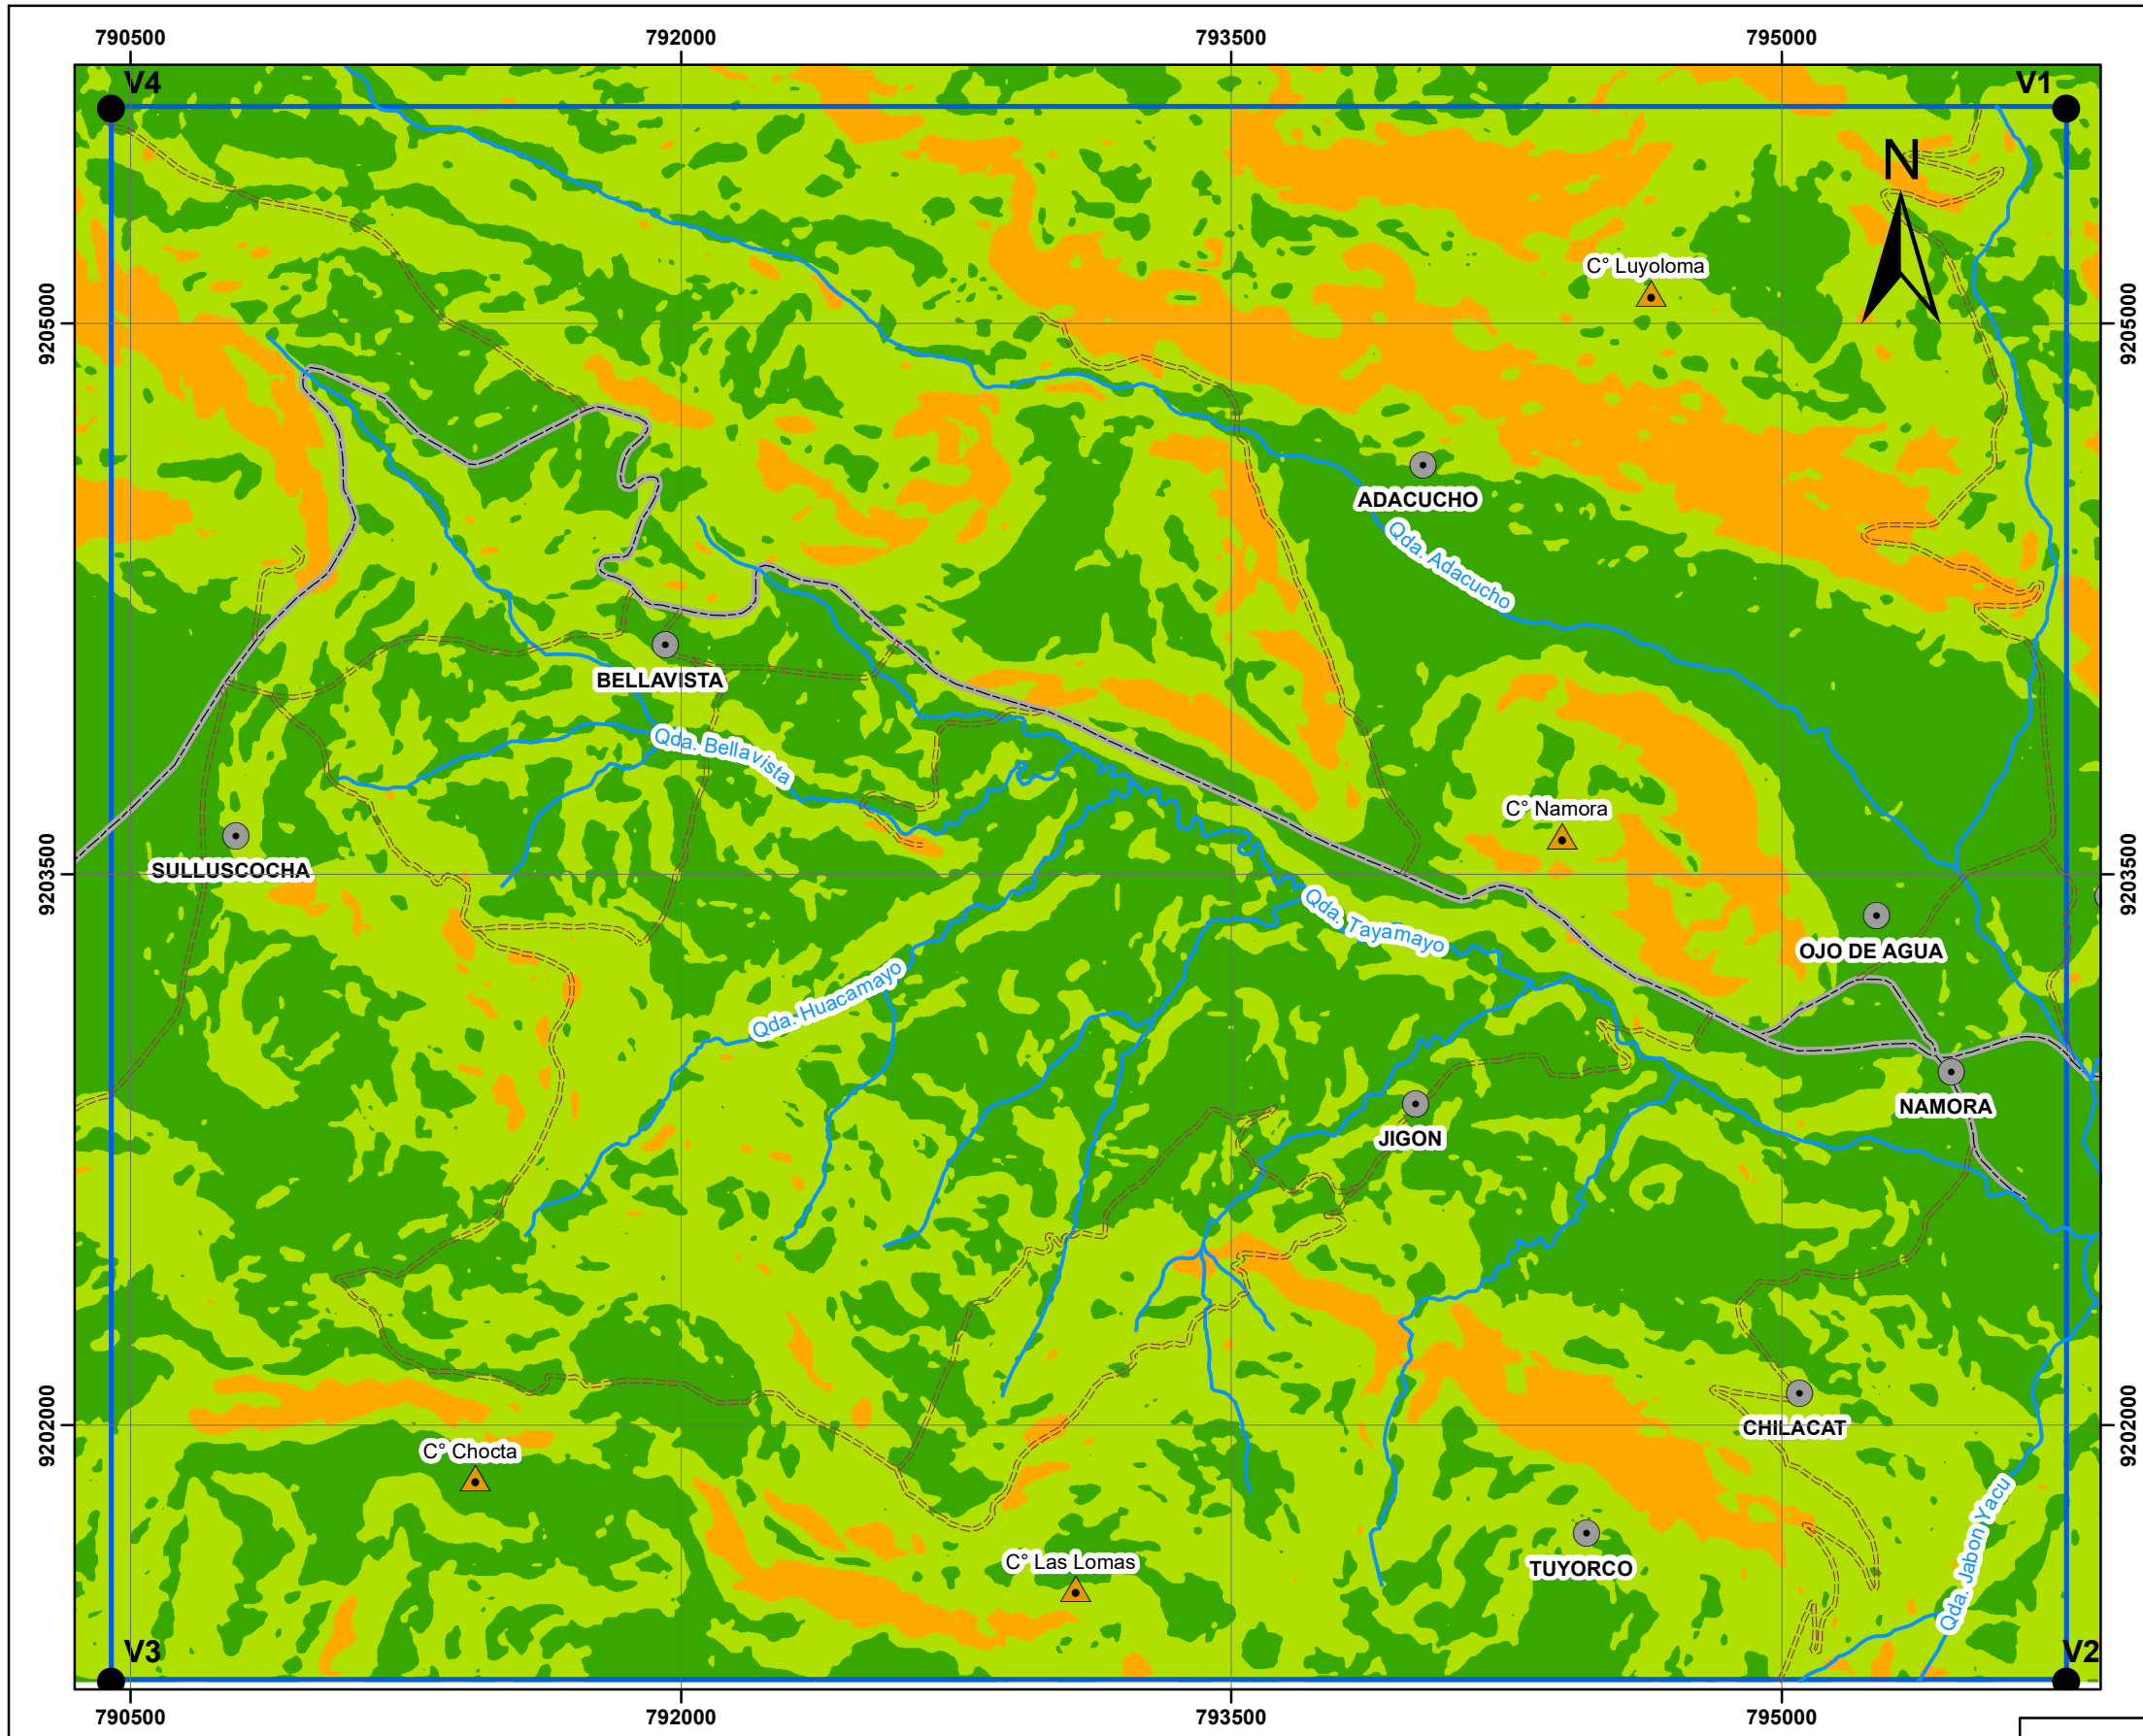 790500
792000
793500
795000
V4
V1
N
C° Luyoloma
9205000
9205000
ADACUCHO
Qda. Adacucho
BELLAVISTA
Qda. Bellavista
C° Namora
SULLUSCOCHA
9203500
9203500
Qda. Tayamayo
OJO DE AGUA
Qda. Huacamayo
NAMORA
JIGON
CHILACAT
9202000
9202000
C° Chocta
C° Las Lomas
TUYORCO
Qda. Jabon Yacu
V3
V2
790500
792000
793500
795000